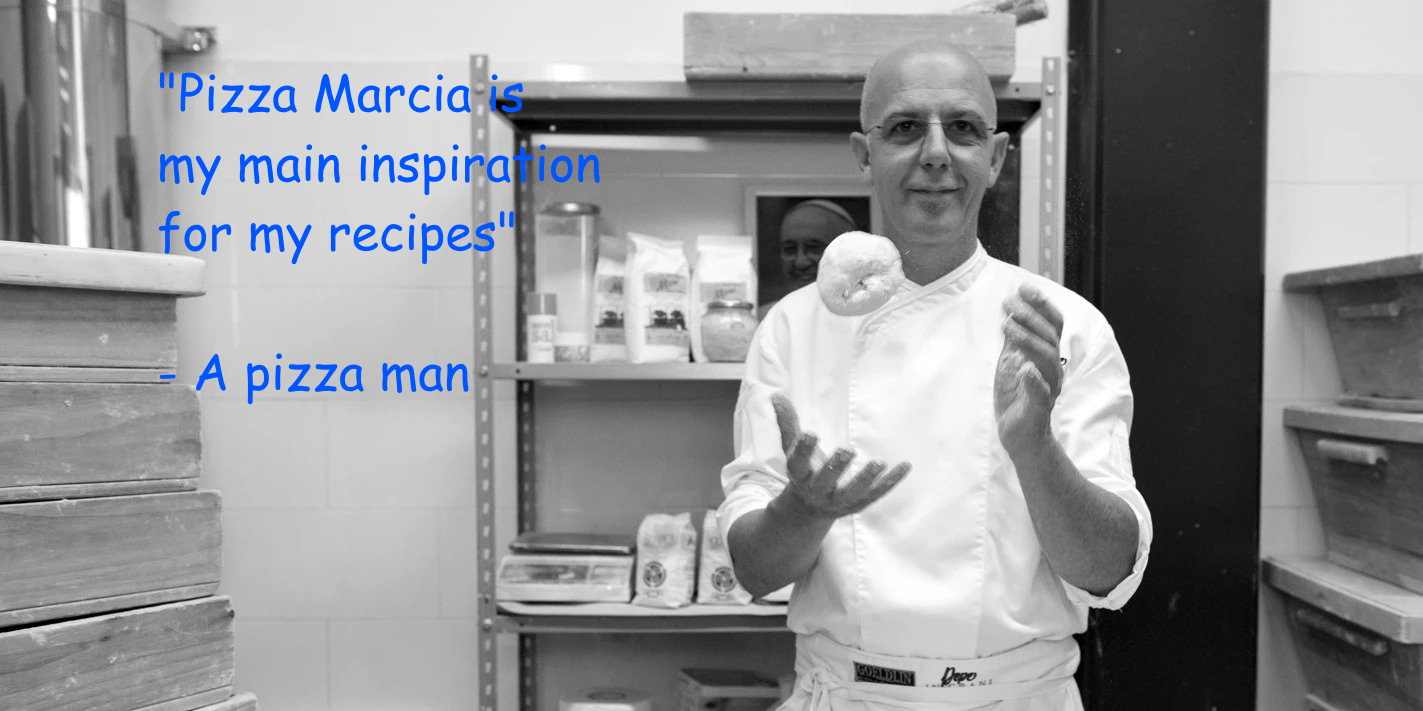 "Pizza Marcia is
my main inspiration
for my recipes"
- A pizza man
GOELDLIN
Pepe